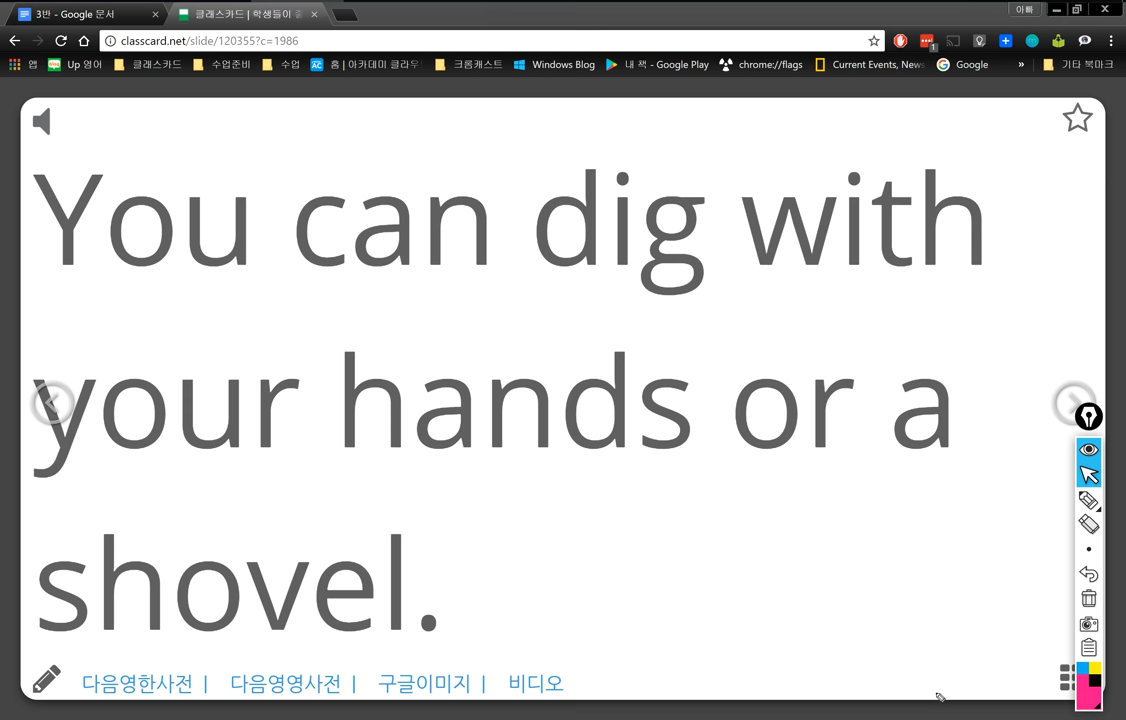 3반 - Google 문서
클래스카드 | 학생들이
아빠
classcard.net/slide/120355?c=1986
1
앱 Up 영어 클래스카드 수업준비 수업 홈 | 아카데미 클라우 크롬캐스트 Windows Blog 내 책 - Google Play chrome://flags Current Events, News Google » 기타 북마크
You can dig with
your hands or a
shovel.
다음영한사전 | 다음영영사전 | 구글이미지 | 비디오